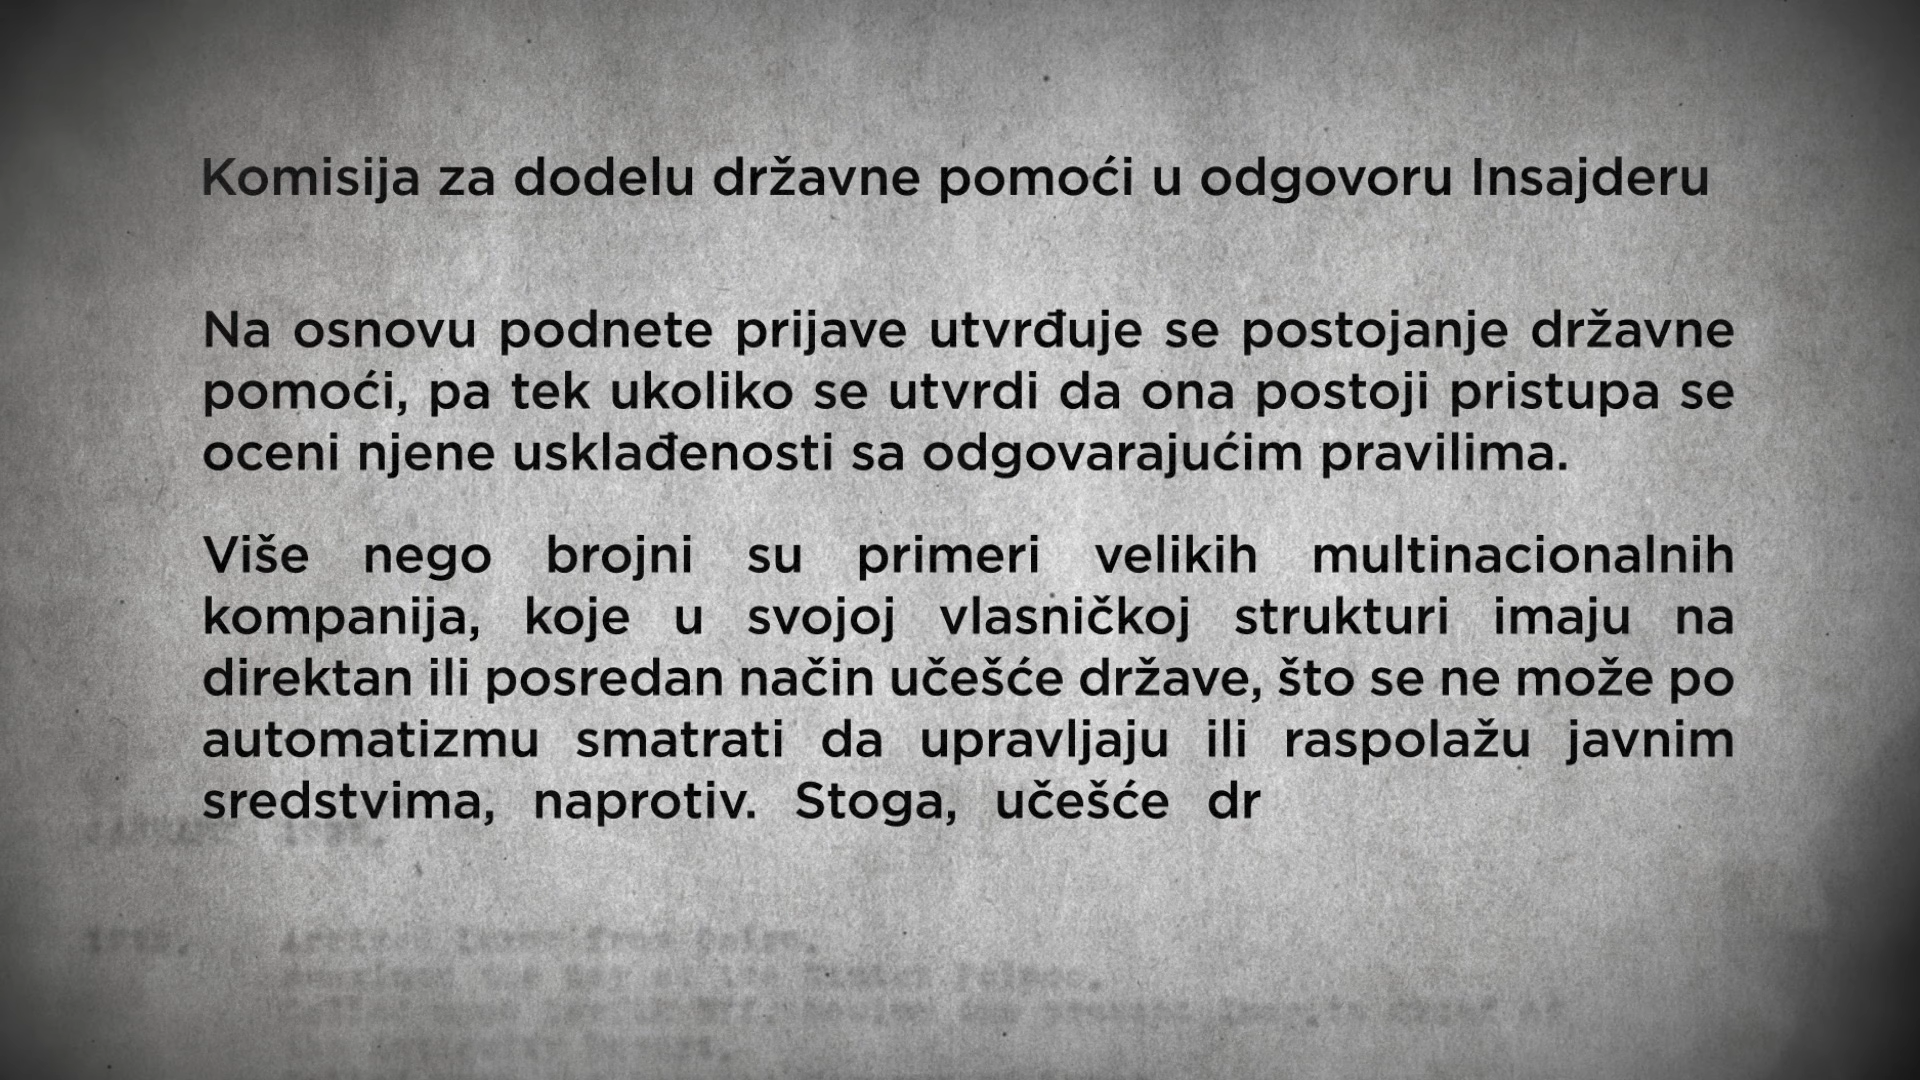 Komisija za dodelu državne pomoći u odgovoru Insajderu
Na osnovu podnete prijave utvrđuje se postojanje državne
pomoći, pa tek ukoliko se utvrdi da ona postoji pristupa se
oceni njene usklađenosti sa odgovarajućim pravilima.
Više nego brojni su primeri velikih multinacionalnih
kompanija, koje u svojoj vlasničkoj strukturi imaju na
direktan ili posredan način učešće države, što se ne može po
automatizmu smatrati da upravljaju ili raspolažu javnim
sredstvima, naprotiv. Stoga, učešće dr